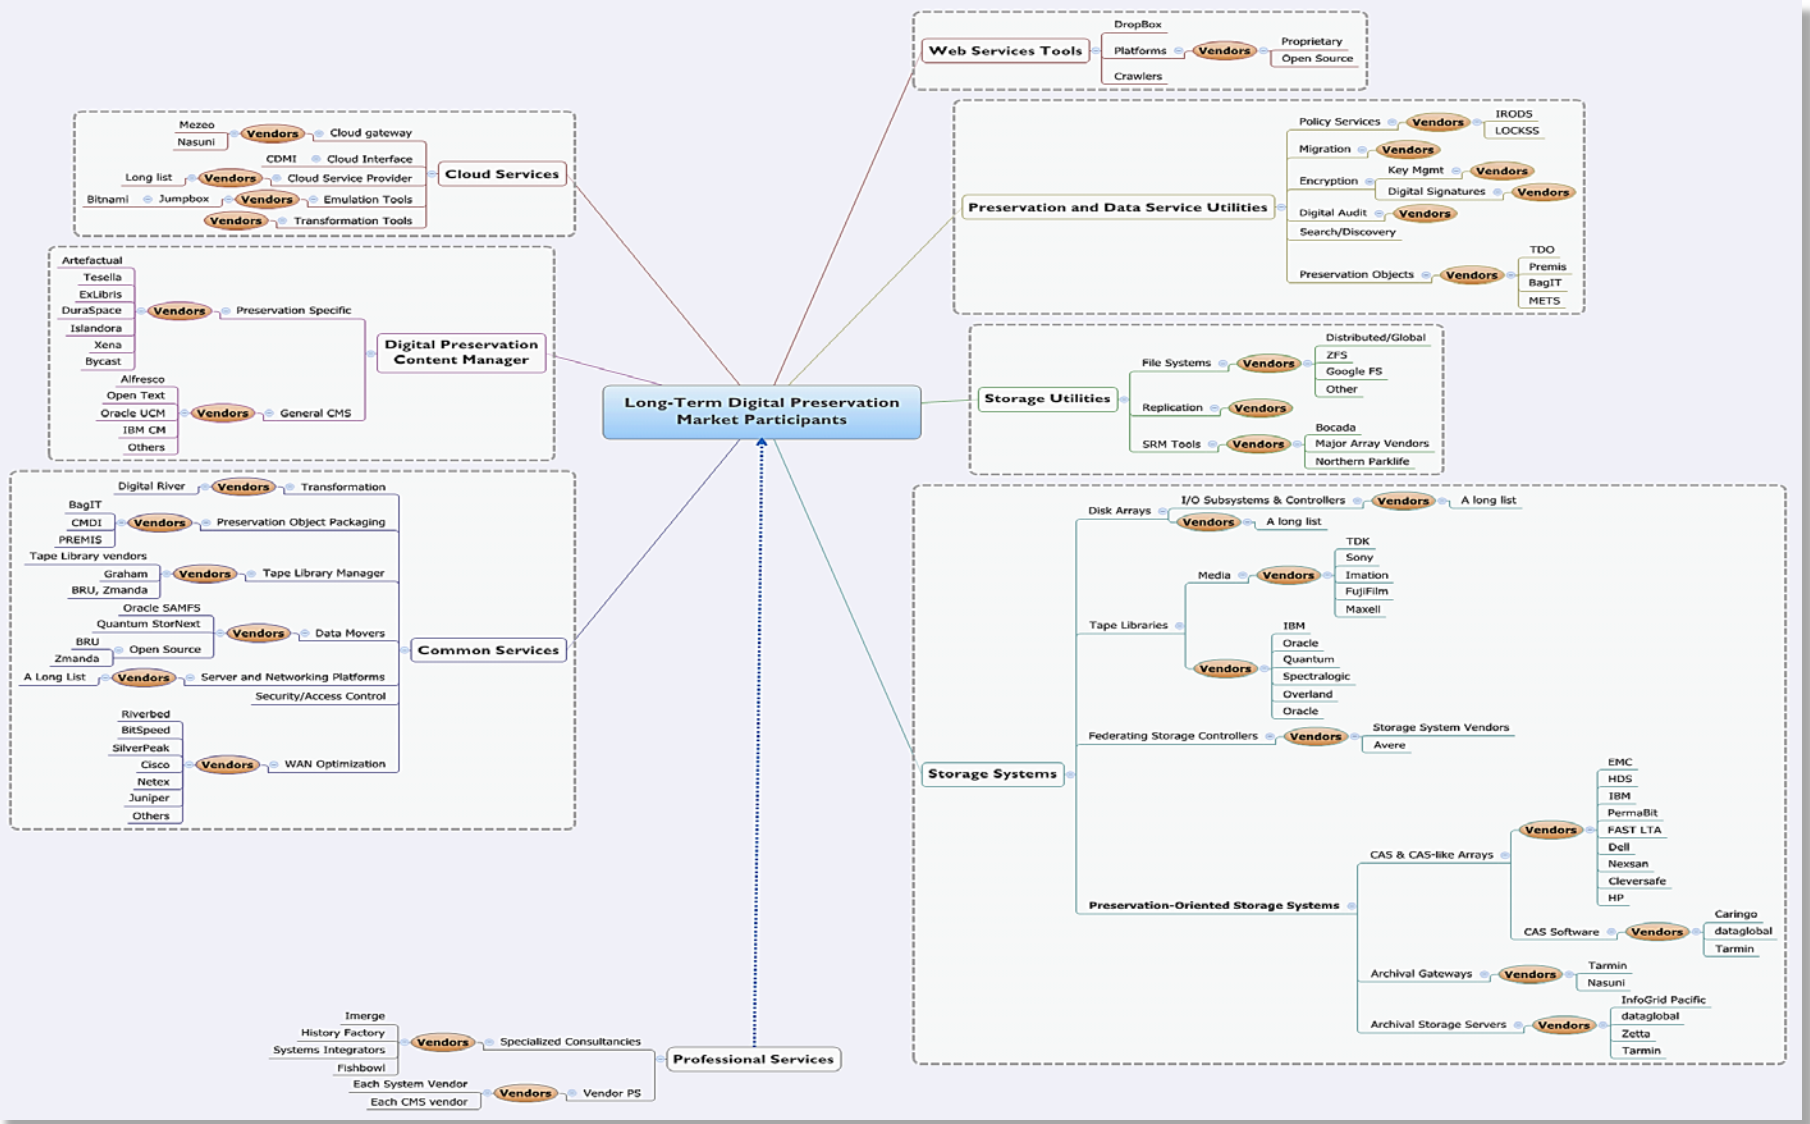 Long-Term Digital Preservation
Market Participants
Web Services Tools
DropBox
Platforms
Vendors
Proprietary
Open Source
Crawlers
Preservation and Data Service Utilities
Policy Services
Vendors
IRODS
LOCKSS
Migration
Vendors
Encryption
Key Mgmt
Vendors
Digital Signatures
Vendors
Digital Audit
Vendors
Search/Discovery
Preservation Objects
Vendors
TDO
Premis
BagIT
METS
Storage Utilities
File Systems
Vendors
Distributed/Global
ZFS
Google FS
Other
Replication
Vendors
SRM Tools
Vendors
Bocada
Major Array Vendors
Northern Parklife
Storage Systems
Disk Arrays
I/O Subsystems & Controllers
Vendors
A long list
Vendors
A long list
Tape Libraries
Media
Vendors
TDK
Sony
Imation
FujiFilm
Maxell
Vendors
IBM
Oracle
Quantum
Spectralogic
Overland
Oracle
Federating Storage Controllers
Vendors
Storage System Vendors
Avere
Preservation-Oriented Storage Systems
CAS & CAS-like Arrays
Vendors
EMC
HDS
IBM
PermaBit
FAST LTA
Dell
Nexsan
Cleversafe
HP
CAS Software
Vendors
Caringo
dataglobal
Tarmin
Archival Gateways
Vendors
Tarmin
Nasuni
Archival Storage Servers
Vendors
InfoGrid Pacific
dataglobal
Zetta
Tarmin
Cloud Services
Cloud gateway
Vendors
Mezeo
Nasuni
Cloud Interface
CDMI
Cloud Service Provider
Vendors
Long list
Emulation Tools
Vendors
Jumpbox
Bitnami
Transformation Tools
Vendors
Digital Preservation
Content Manager
Preservation Specific
Vendors
Artefactual
Tesella
ExLibris
DuraSpace
Islandora
Xena
Bycast
General CMS
Vendors
Alfresco
Open Text
Oracle UCM
IBM CM
Others
Common Services
Transformation
Vendors
Digital River
Preservation Object Packaging
Vendors
BagIT
CMDI
PREMIS
Tape Library Manager
Vendors
Tape Library vendors
Graham
BRU, Zmanda
Data Movers
Vendors
Oracle SAMFS
Quantum StorNext
Open Source
BRU
Zmanda
Server and Networking Platforms
Vendors
A Long List
Security/Access Control
WAN Optimization
Vendors
Riverbed
BitSpeed
SilverPeak
Cisco
Netex
Juniper
Others
Professional Services
Specialized Consultancies
Vendors
Imerge
History Factory
Systems Integrators
Fishbowl
Vendor PS
Vendors
Each System Vendor
Each CMS vendor